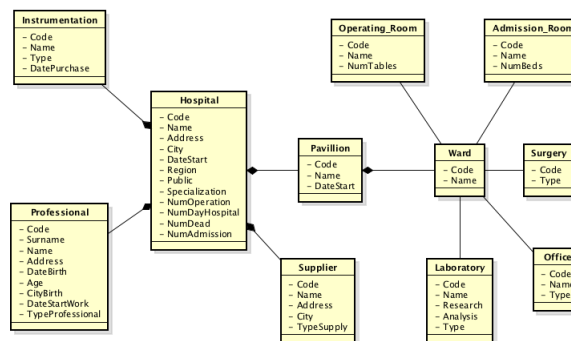 Instrumentation
- Code
- Name
- Type
- DatePurchase
Operating_Room
- Code
- Name
- NumTables
Admission_Room
- Code
- Name
- NumBeds
Hospital
- Code
- Name
- Address
- City
- DateStart
- Region
- Public
- Specialization
- NumOperation
- NumDayHospital
- NumDead
- NumAdmission
Pavillion
- Code
- Name
- DateStart
Ward
- Code
- Name
Surgery
- Code
- Type
Professional
- Code
- Surname
- Name
- Address
- DateBirth
- Age
- CityBirth
- DateStartWork
- TypeProfessional
Supplier
- Code
- Name
- Address
- City
- TypeSupply
Laboratory
- Code
- Name
- Research
- Analysis
- Type
Office
- Code
- Name
- Type